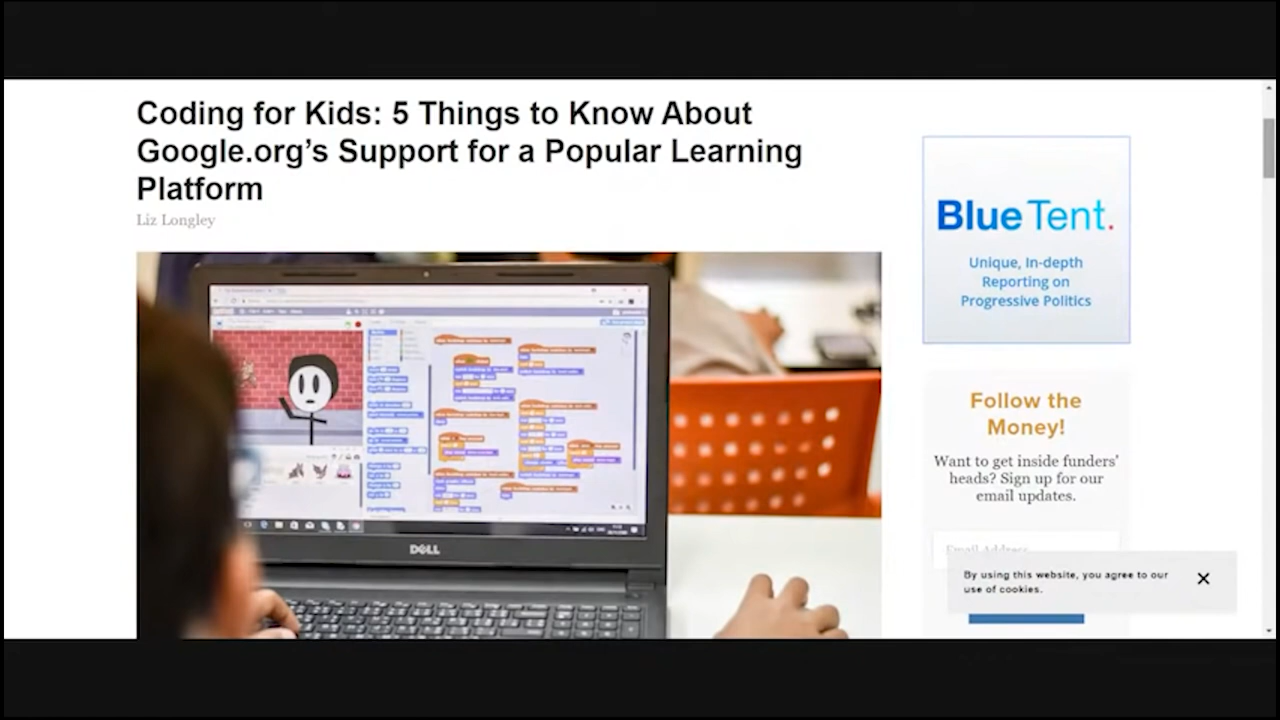 Coding for Kids: 5 Things to Know About
Google.org’s Support for a Popular Learning
Platform
Liz Longley
DELL
Blue Tent.
Unique, In-depth
Reporting on
Progressive Politics
Follow the
Money!
Want to get inside funders’
heads? Sign up for our
email updates.
Email Address
By using this website, you agree to our
use of cookies.